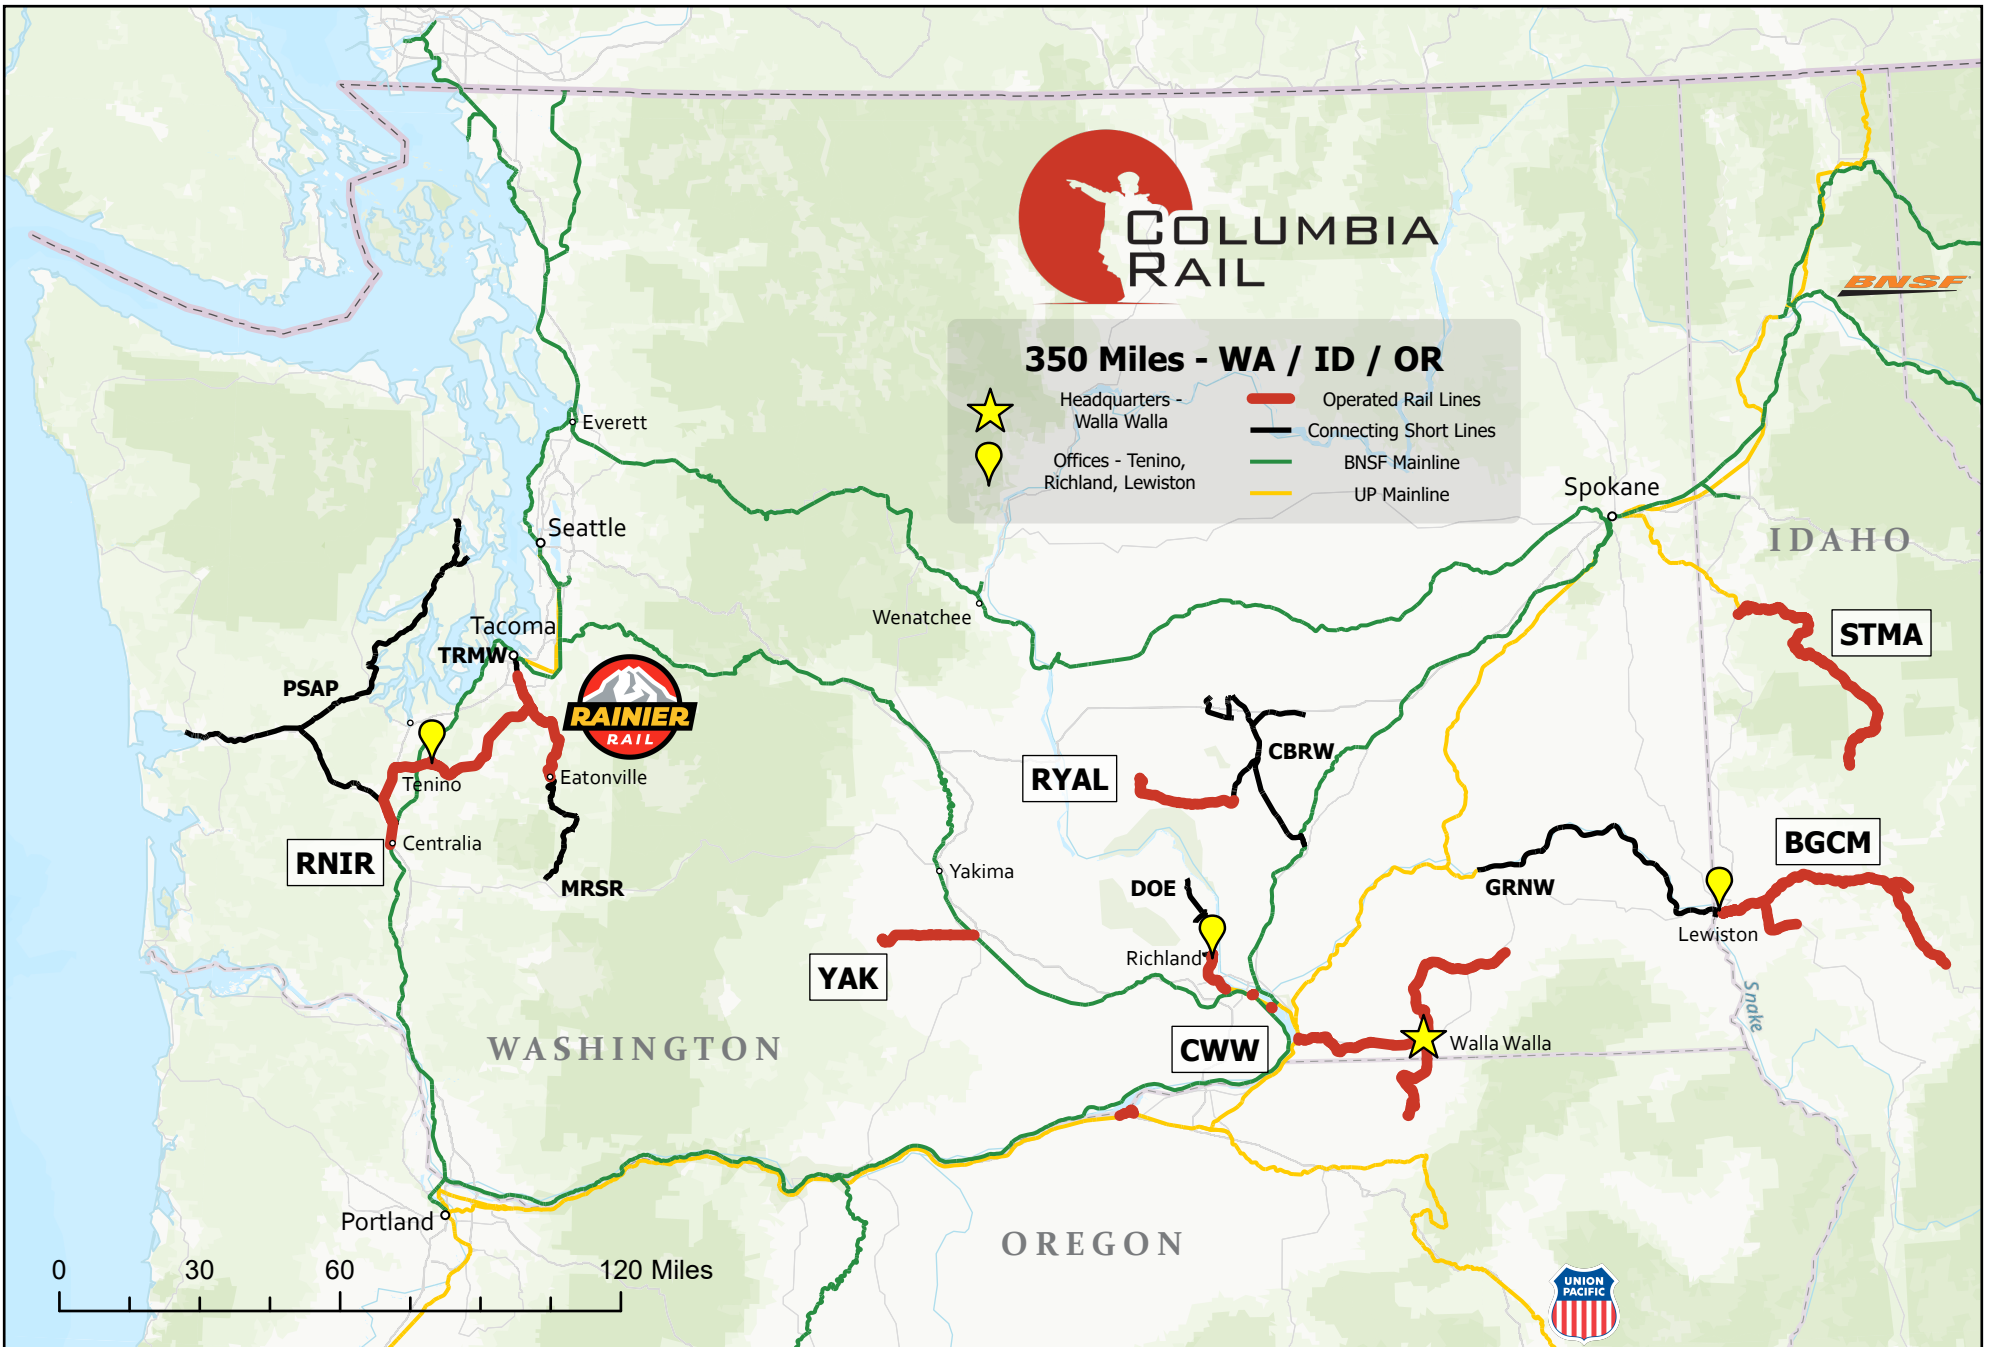 COLUMBIA
RAIL
BNSF
350 Miles - WA / ID / OR
Headquarters -
Walla Walla
Offices - Tenino,
Richland, Lewiston
Operated Rail Lines
Connecting Short Lines
BNSF Mainline
UP Mainline
Everett
Spokane
Seattle
IDAHO
Wenatchee
Tacoma
STMA
TRMW
PSAP
RAINIER
RAIL
CBRW
RYAL
Eatonville
Tenino
Centralia
BGCM
RNIR
Yakima
MRSR
DOE
GRNW
Lewiston
Richland
YAK
Snake
WASHINGTON
CWW
Walla Walla
Portland
OREGON
0 30 60 120 Miles
UNION
PACIFIC